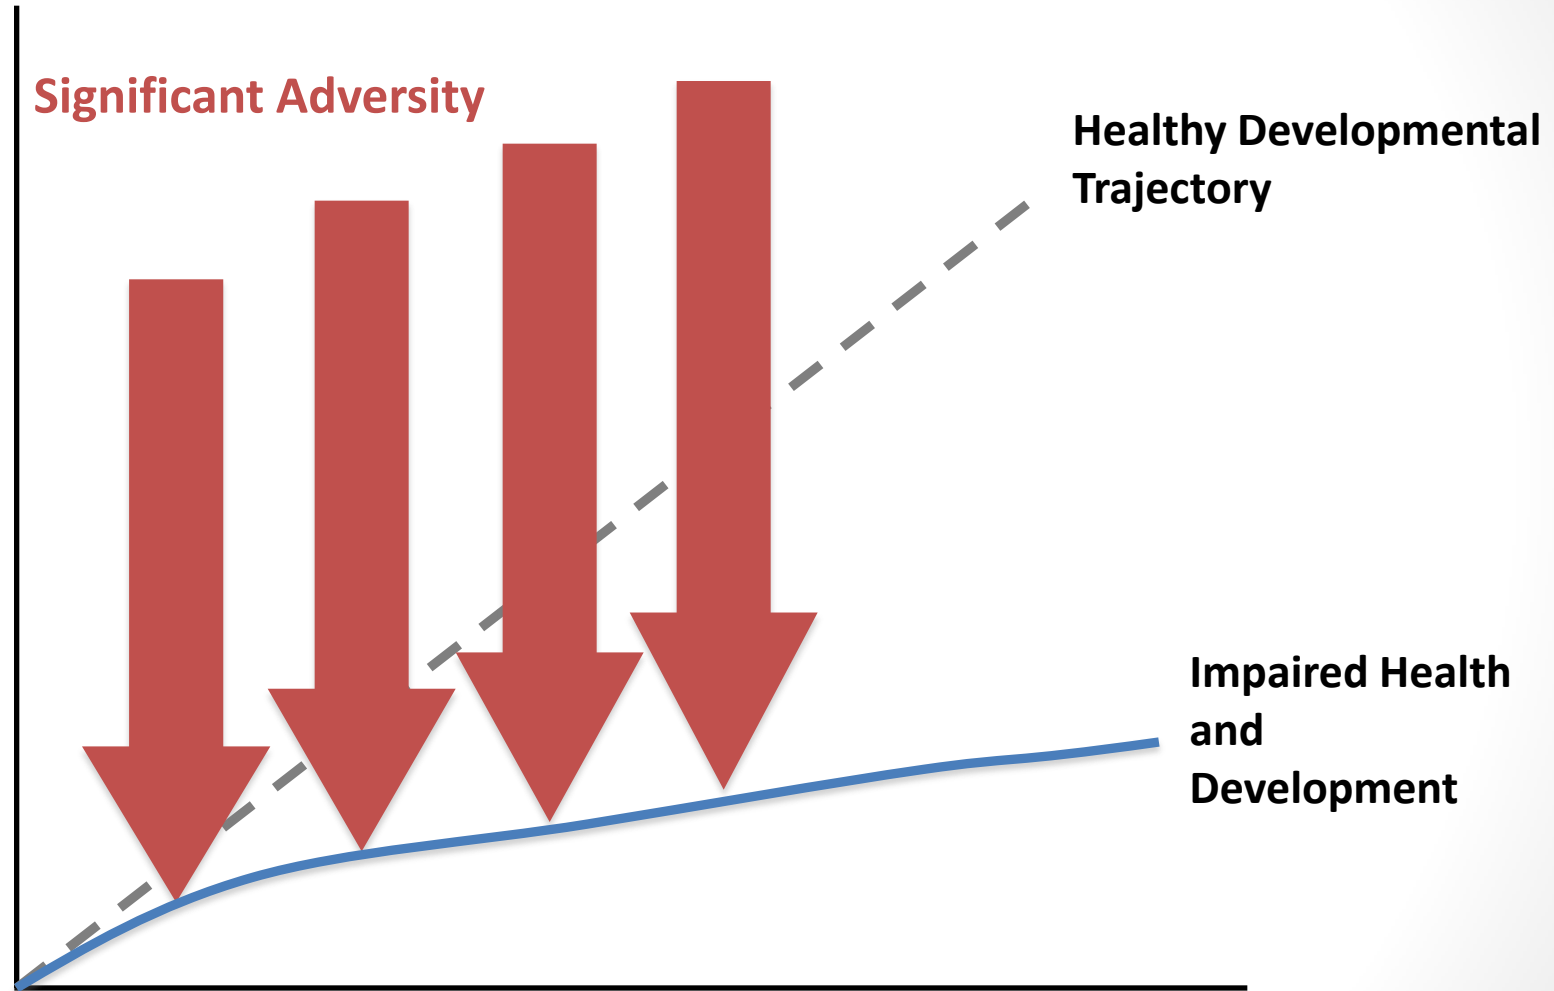 Significant Adversity
Healthy Developmental
Trajectory
Impaired Health
and
Development